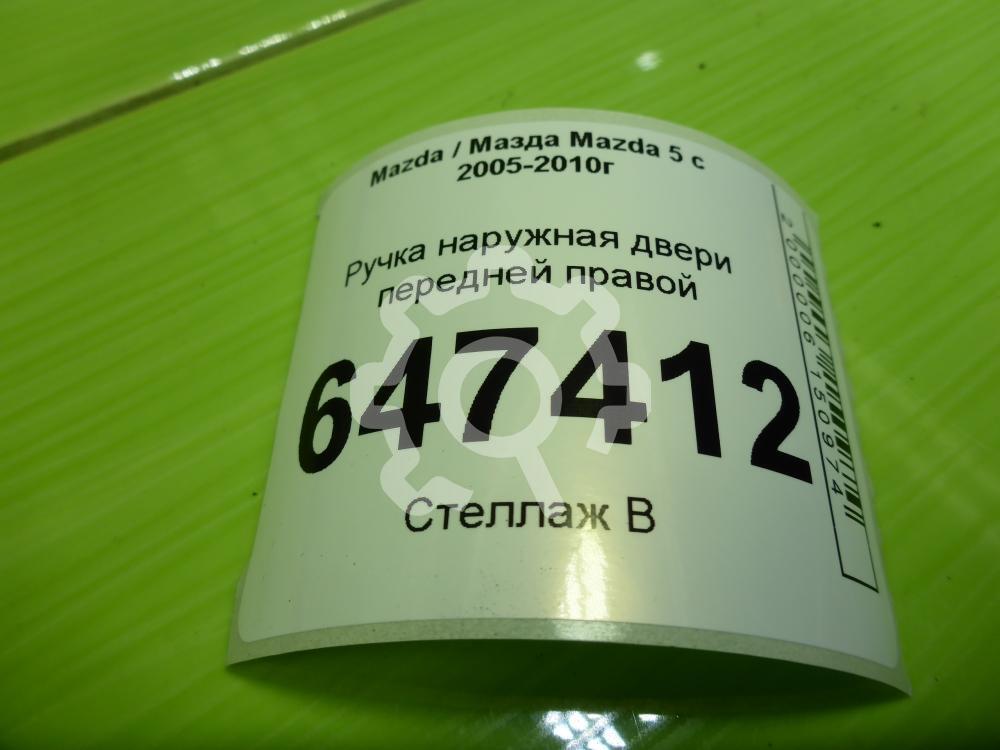 Mazda / Мазда Mazda 5 с
2005-2010г
Ручка наружная двери
передней правой
647412
Стеллаж В
2000006150974